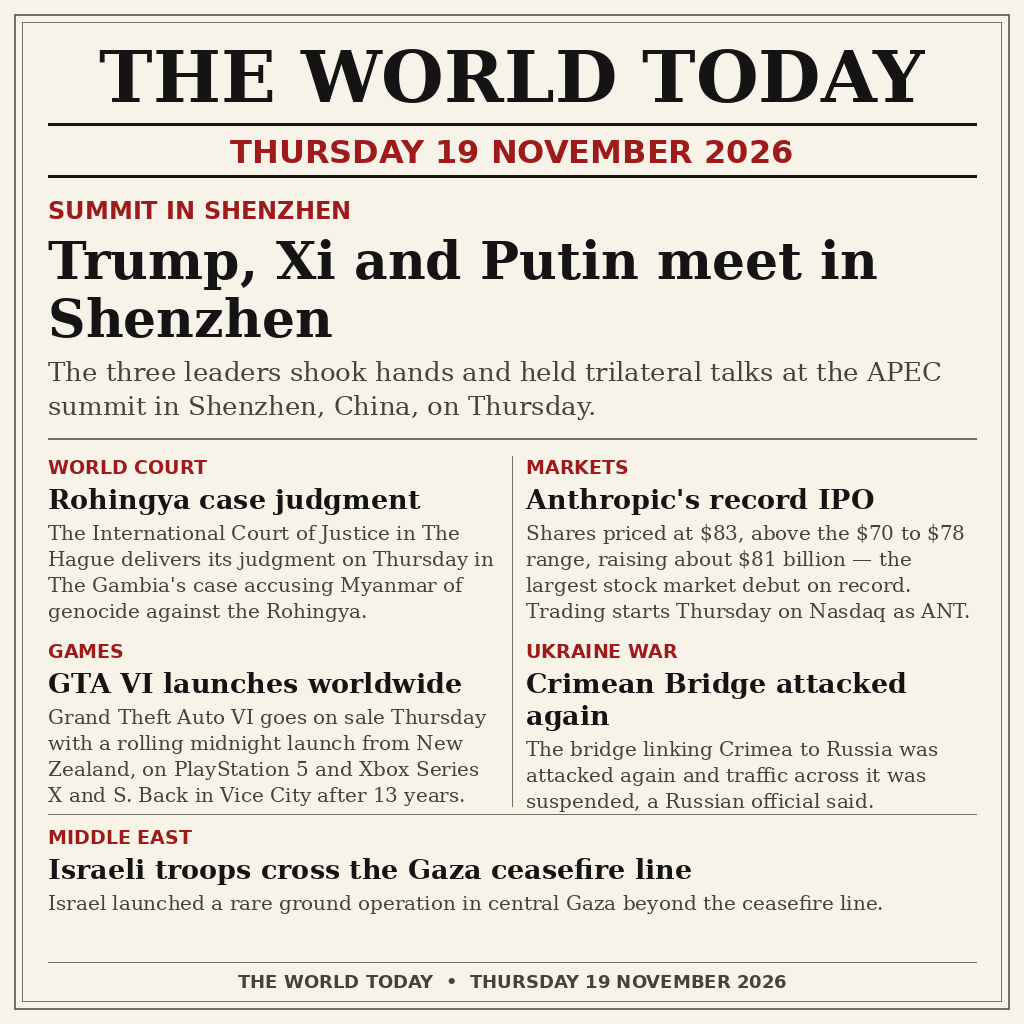 THE WORLD TODAY
THURSDAY 19 NOVEMBER 2026
SUMMIT IN SHENZHEN
Trump, Xi and Putin meet in
Shenzhen
The three leaders shook hands and held trilateral talks at the APEC
summit in Shenzhen, China, on Thursday.
WORLD COURT
Rohingya case judgment
The International Court of Justice in The
Hague delivers its judgment on Thursday in
The Gambia's case accusing Myanmar of
genocide against the Rohingya.
MARKETS
Anthropic's record IPO
Shares priced at $83, above the $70 to $78
range, raising about $81 billion — the
largest stock market debut on record.
Trading starts Thursday on Nasdaq as ANT.
GAMES
GTA VI launches worldwide
Grand Theft Auto VI goes on sale Thursday
with a rolling midnight launch from New
Zealand, on PlayStation 5 and Xbox Series
X and S. Back in Vice City after 13 years.
UKRAINE WAR
Crimean Bridge attacked
again
The bridge linking Crimea to Russia was
attacked again and traffic across it was
suspended, a Russian official said.
MIDDLE EAST
Israeli troops cross the Gaza ceasefire line
Israel launched a rare ground operation in central Gaza beyond the ceasefire line.
THE WORLD TODAY • THURSDAY 19 NOVEMBER 2026